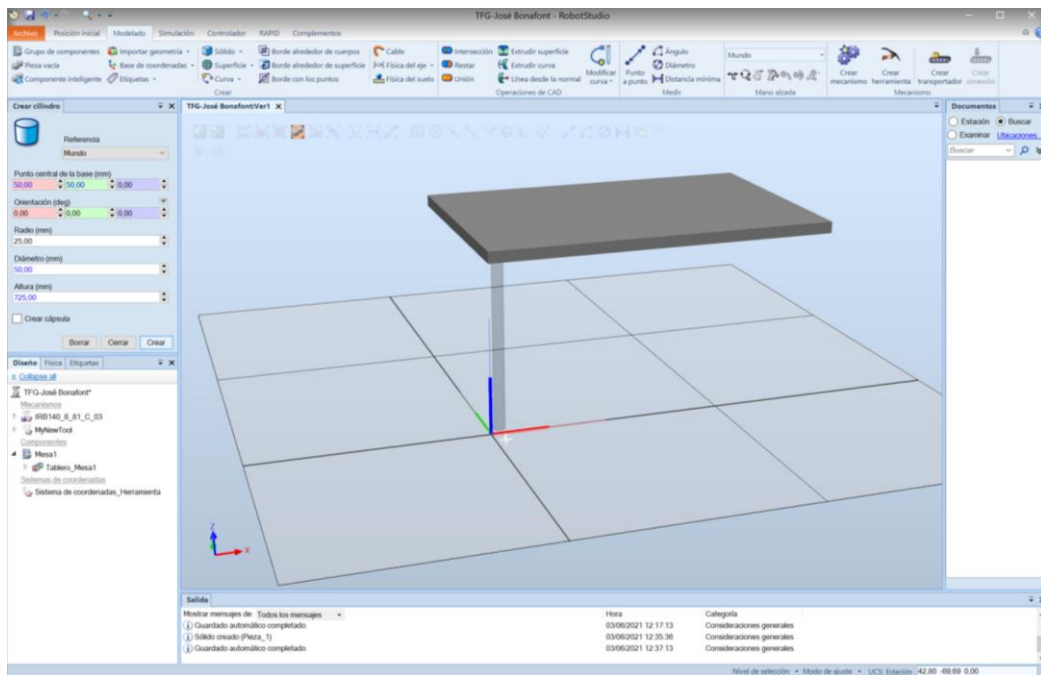 TFG-José Bonafont - RobotStudio
Archivo Posición inicial Modelado Simulación Controlador RAPID Complementos
Grupo de componentes Importar geometría Sólido Borde alrededor de cuerpos Cable Intersección Extrudir superficie Ángulo Mundo
Pieza vacía Base de coordenadas Superficie Borde alrededor de superficie Física del eje Restar Extrudir curva Modificar curva Punto a punto Diámetro Crear mecanismo Crear herramienta Crear transportador Crear conexión
Componente inteligente Etiquetas Curva Borde con los puntos Física del suelo Unión Línea desde la normal Distancia mínima
Crear Operaciones de CAD Medir Mano alzada Mecanismo
Crear cilindro
TFG-José Bonafont:Ver1 X
Documentos
Estación Buscar
Examinar Ubicaciones...
Buscar
Referencia
Mundo
Punto central de la base (mm)
50,00 50,00 0,00
Orientación (deg)
0,00 0,00 0,00
Radio (mm)
25,00
Diámetro (mm)
50,00
Altura (mm)
725,00
Crear cápsula
Borrar Cerrar Crear
Diseño Física Etiquetas
Collapse all
TFG-José Bonafont*
Mecanismos
IRB140_6_81_C_03
MyNewTool
Componentes
Mesa1
Tablero_Mesa1
Sistemas de coordenadas
Sistema de coordenadas_Herramienta
Z
X
Salida
Mostrar mensajes de: Todos los mensajes Hora Categoría
Guardado automático completado 03/06/2021 12:17:13 Consideraciones generales
Sólido creado (Pieza_1) 03/06/2021 12:35:36 Consideraciones generales
Guardado automático completado 03/06/2021 12:37:13 Consideraciones generales
Nivel de selección Modo de ajuste UCS: Estación 42,60 -69,69 0,00